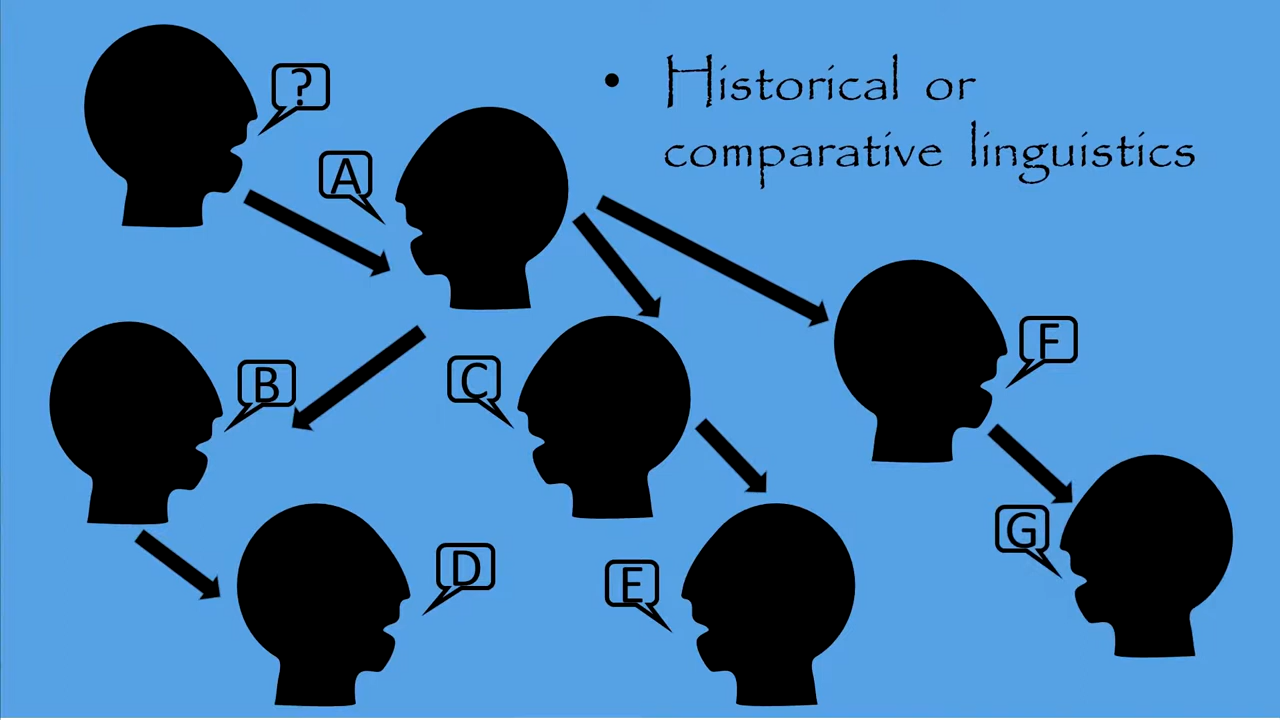 ?
• Historical or
comparative linguistics
A
B
C
F
D
E
G